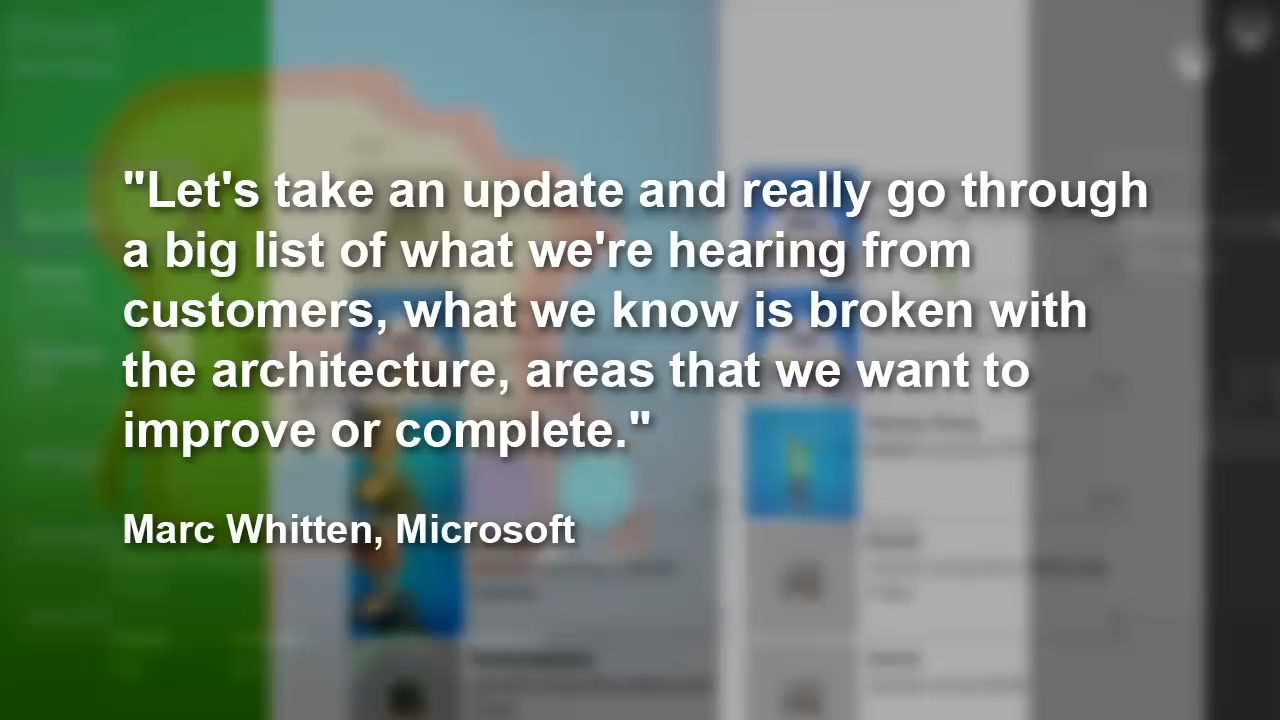 "Let's take an update and really go through
a big list of what we're hearing from
customers, what we know is broken with
the architecture, areas that we want to
improve or complete."
Marc Whitten, Microsoft